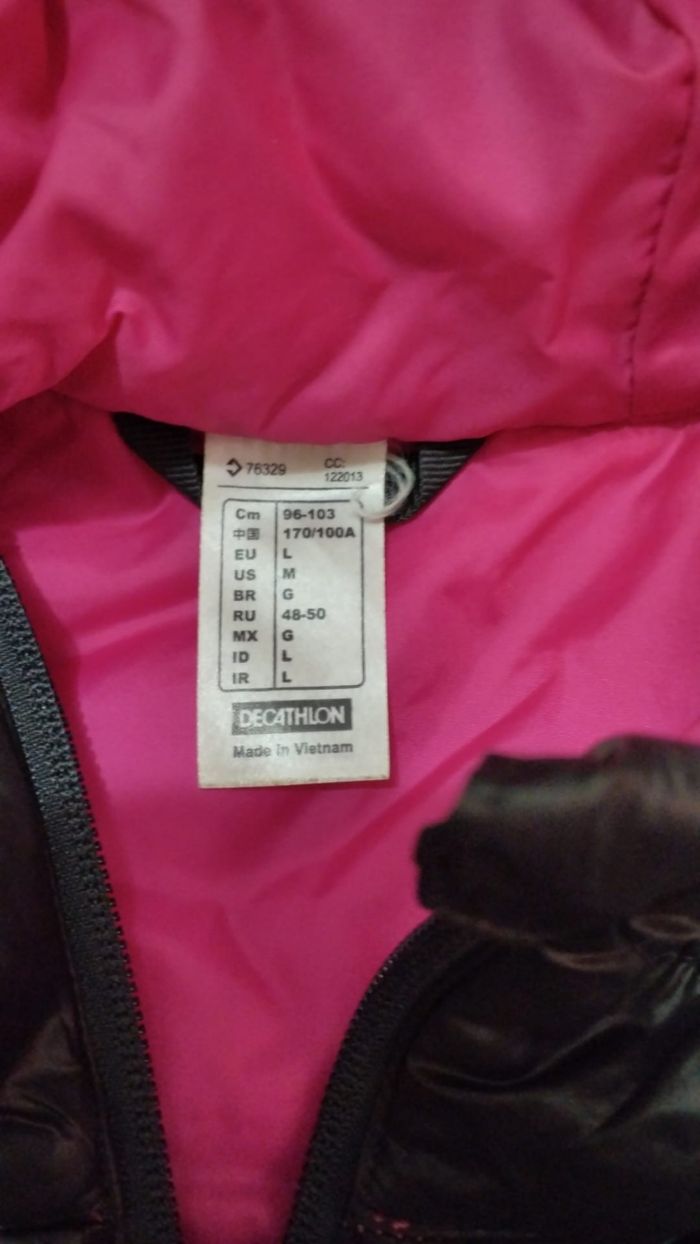 76329 CC:
122013
Cm 96-103
中国 170/100A
EU L
US M
BR G
RU 48-50
MX G
ID L
IR L
DECATHLON
Made in Vietnam